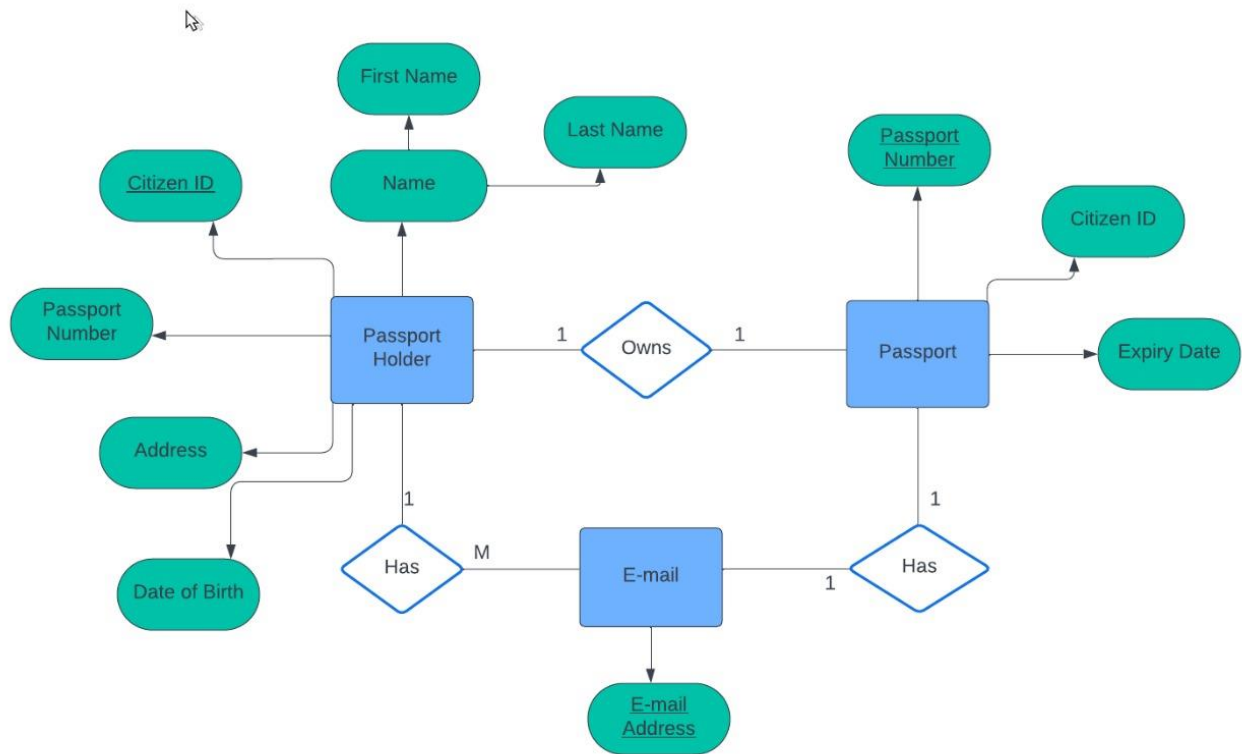 First Name
Last Name
Passport
Number
Citizen ID
Name
Citizen ID
Passport
Number
Passport
Holder
1
Owns
1
Passport
Expiry Date
Address
1
1
Has
M
E-mail
1
Has
Date of Birth
E-mail
Address